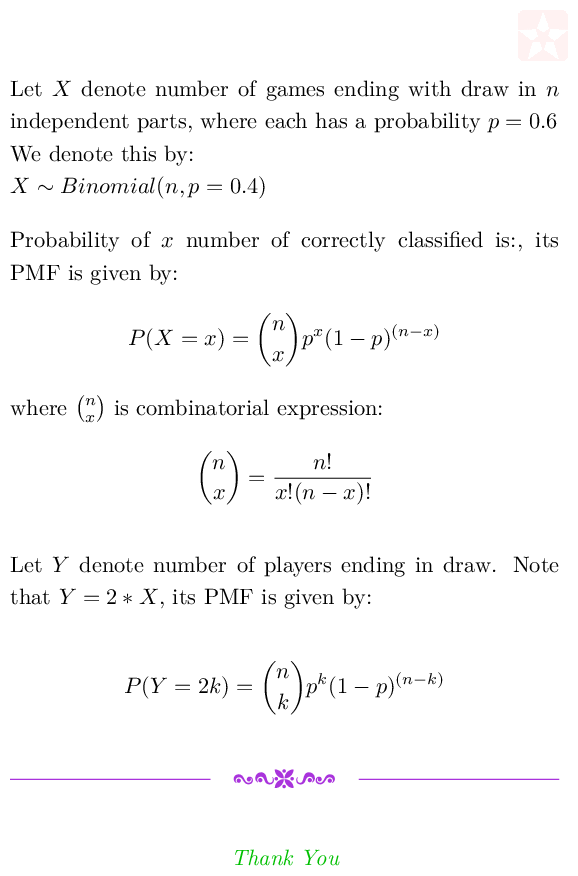 Let X denote number of games ending with draw in n
independent parts, where each has a probability p = 0.6
We denote this by:
X ∼ Binomial(n, p = 0.4)
Probability of x number of correctly classified is:, its
PMF is given by:
P(X = x) = \binom{n}{x} p^x (1 − p)^{(n−x)}
where \binom{n}{x} is combinatorial expression:
\binom{n}{x} = \frac{n!}{x!(n − x)!}
Let Y denote number of players ending in draw. Note
that Y = 2 ∗ X, its PMF is given by:
P(Y = 2k) = \binom{n}{k} p^k (1 − p)^{(n−k)}
Thank You